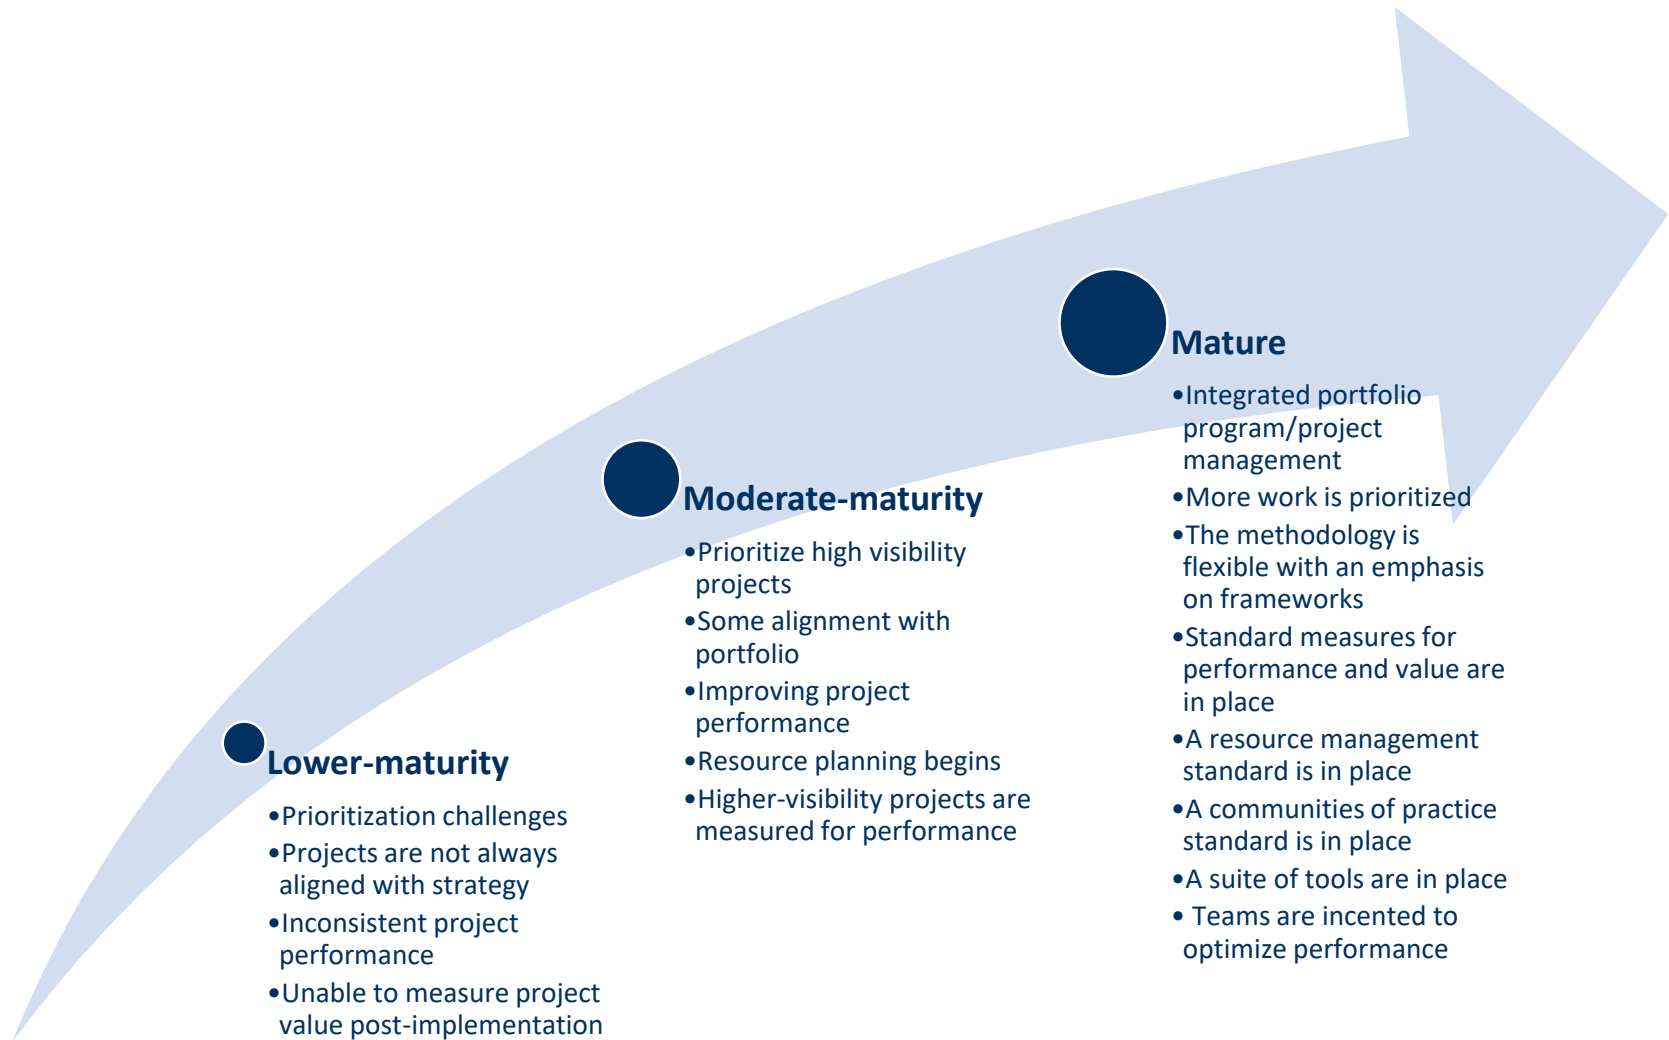 Lower-maturity
•Prioritization challenges
•Projects are not always
aligned with strategy
•Inconsistent project
performance
•Unable to measure project
value post-implementation
Moderate-maturity
•Prioritize high visibility
projects
•Some alignment with
portfolio
•Improving project
performance
•Resource planning begins
•Higher-visibility projects are
measured for performance
Mature
•Integrated portfolio
program/project
management
•More work is prioritized
•The methodology is
flexible with an emphasis
on frameworks
•Standard measures for
performance and value are
in place
•A resource management
standard is in place
•A communities of practice
standard is in place
•A suite of tools are in place
• Teams are incented to
optimize performance